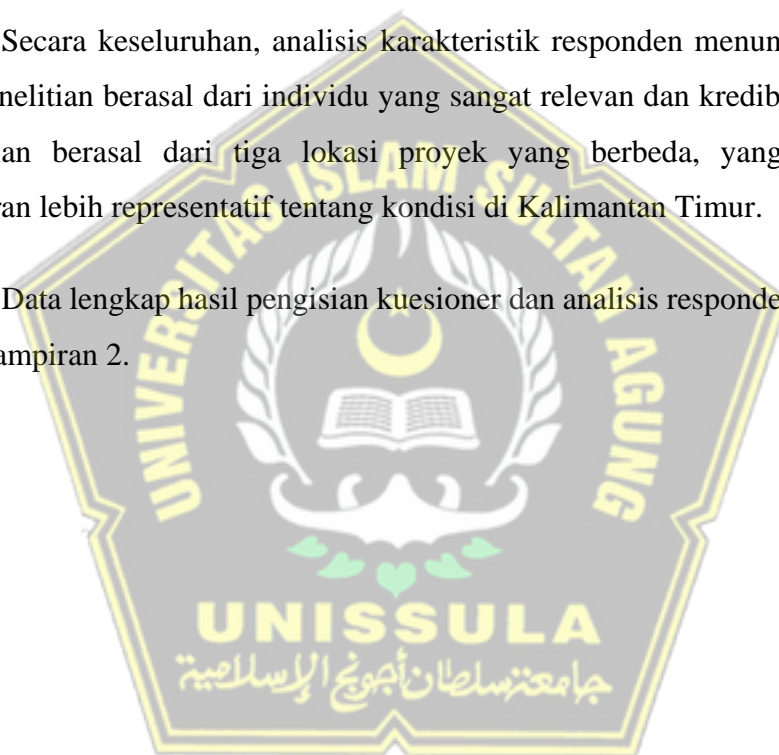 Secara keseluruhan, analisis karakteristik responden menun
nelitian berasal dari individu yang sangat relevan dan kredib
an berasal dari tiga lokasi proyek yang berbeda, yang
ran lebih representatif tentang kondisi di Kalimantan Timur.
Data lengkap hasil pengisian kuesioner dan analisis responde
ampiran 2.
UNIVERSITAS ISLAM SULTAN AGUNG
UNISSULA
جامعة سلطان أجونج الإسلامية